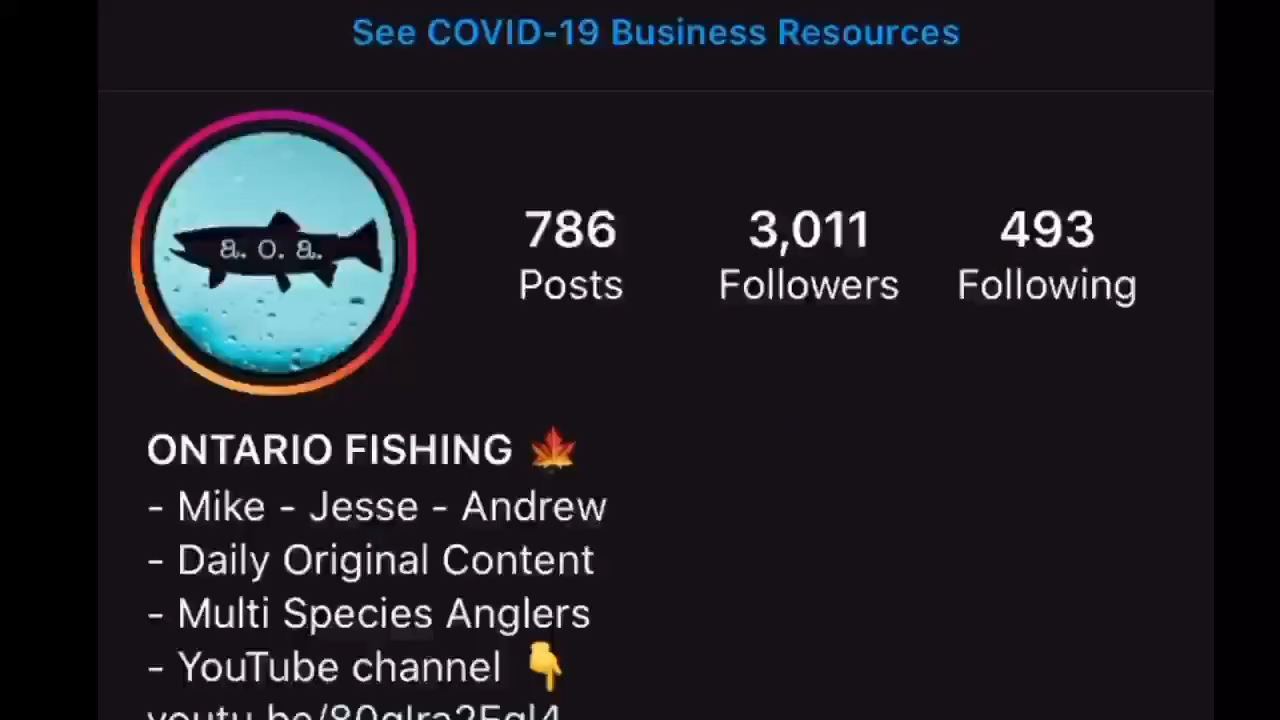 See COVID-19 Business Resources
a. o. a.
786 3,011 493
Posts Followers Following
ONTARIO FISHING 🍁
- Mike - Jesse - Andrew
- Daily Original Content
- Multi Species Anglers
- YouTube channel 👇